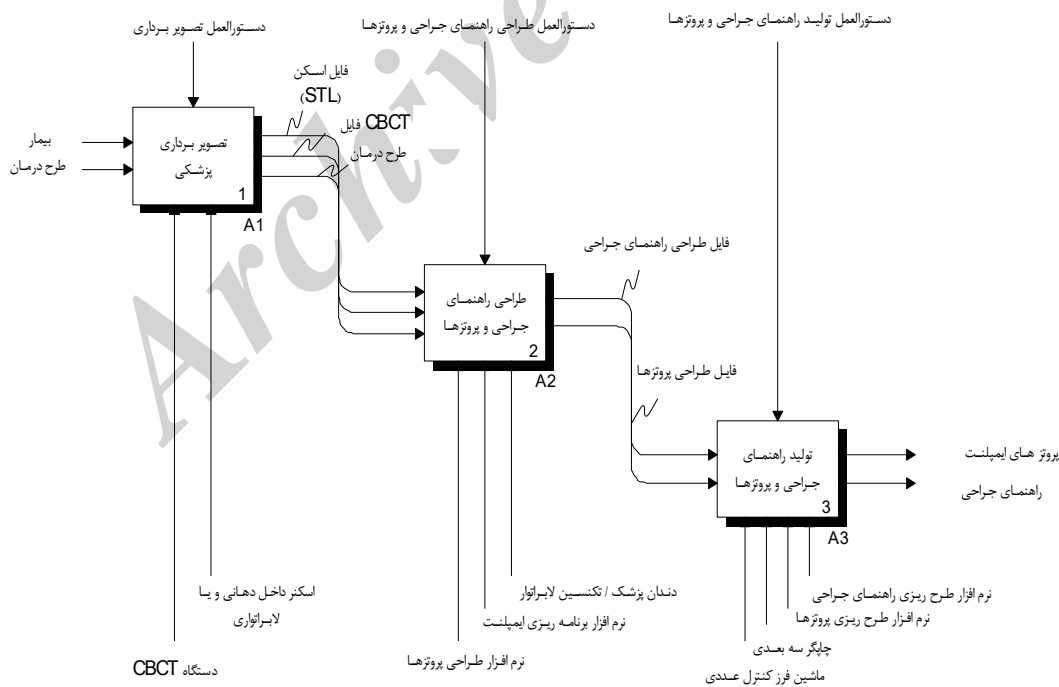 دستورالعمل تصویر برداری
دستورالعمل طراحی راهنمای جراحی و پروتزها
دستورالعمل تولید راهنمای جراحی و پروتزها
فایل اسکن
(STL)
فایل CBCT
طرح درمان
بیمار
طرح درمان
تصویر برداری
پزشکی
1
A1
طراحی راهنمای
جراحی و پروتزها
2
A2
فایل طراحی راهنمای جراحی
فایل طراحی پروتزها
تولید راهنمای
جراحی و پروتزها
3
A3
پروتز های ایمپلنت
راهنمای جراحی
اسکنر داخل دهانی و یا
لابراتواری
دستگاه CBCT
دندان پزشک / تکنسین لابراتوار
نرم افزار برنامه ریزی ایمپلنت
نرم افزار طراحی پروتزها
نرم افزار طرح ریزی راهنمای جراحی
نرم افزار طرح ریزی پروتزها
چاپگر سه بعدی
ماشین فرز کنترل عددی
Archive